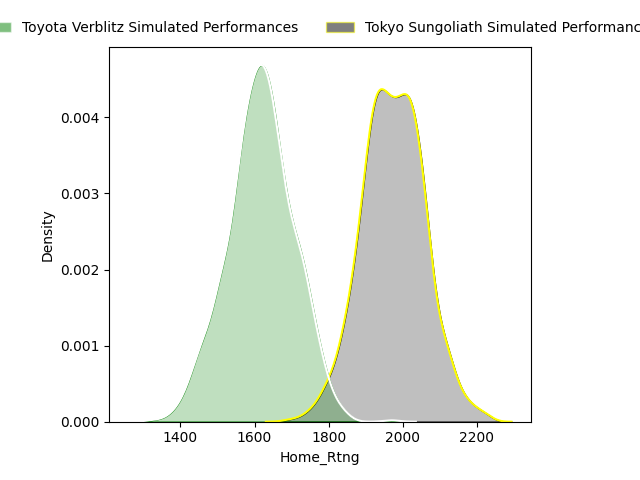 Toyota Verblitz Simulated Performances Tokyo Sungoliath Simulated Performanc
0.004
0.003
0.002
0.001
0.000
Density
1400 1600 1800 2000 2200
Home_Rtng